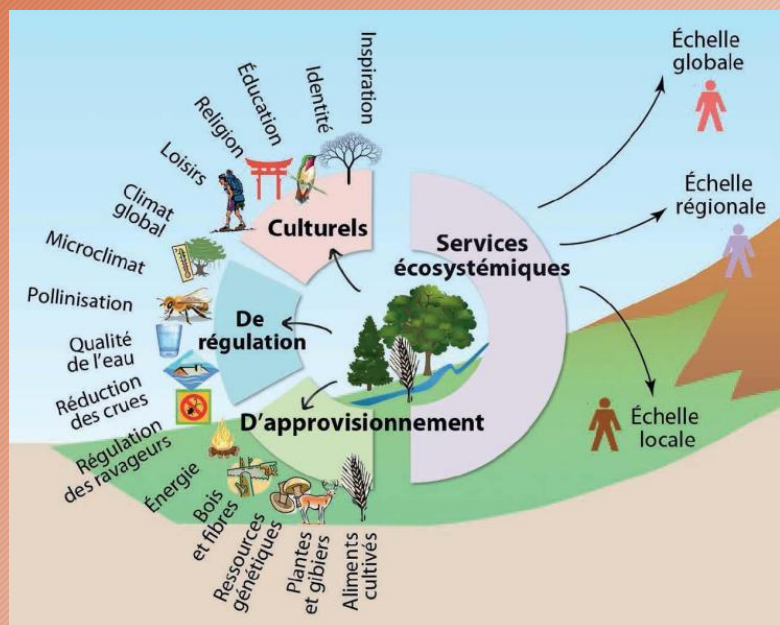 Inspiration
Identité
Éducation
Religion
Loisirs
Climat
global
Microclimat
Pollinisation
Qualité
de l'eau
Réduction
des crues
Régulation
des ravageurs
Énergie
Bois
et fibres
Ressources
génétiques
Plantes
et gibiers
Aliments
cultivés
Culturels
De
régulation
D'approvisionnement
Services
écosystémiques
Échelle
globale
Échelle
régionale
Échelle
locale